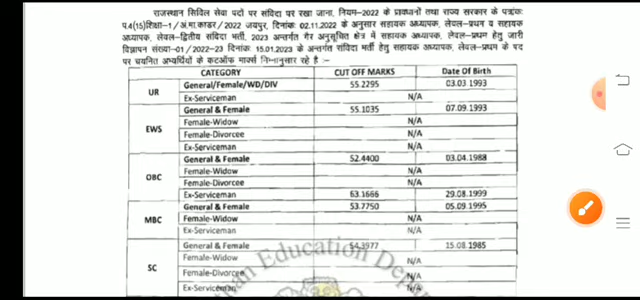 राजस्थान सिविल सेवा पदों पर संविदा पर रखा जाना, नियम-2022 के प्रावधानों तथा राज्य सरकार के पत्रांक:
प.4(15)शिक्षा-1/अं.मा.काडर/2022 जयपुर, दिनांक: 02.11.2022 के अनुसार सहायक अध्यापक, लेवल-प्रथम व सहायक
अध्यापक, लेवल-द्वितीय संविदा भर्ती, 2023 अन्तर्गत गैर अनुसूचित क्षेत्र में सहायक अध्यापक, लेवल-प्रथम हेतु जारी
विज्ञापन संख्या-01/2022-23 दिनांक: 15.01.2023 के अन्तर्गत संविदा भर्ती हेतु सहायक अध्यापक, लेवल-प्रथम के पद
पर चयनित अभ्यर्थियों के कटऑफ मार्क्स निम्नानुसार रहे है :-
CATEGORY CUT OFF MARKS Date Of Birth
UR General/Female/WD/DIV 55.2295 03.03.1993
Ex-Serviceman N/A
EWS General & Female 55.1035 07.09.1993
Female-Widow N/A
Female-Divorcee N/A
Ex-Serviceman N/A
OBC General & Female 52.4400 03.04.1988
Female-Widow N/A
Female-Divorcee N/A
Ex-Serviceman 63.1666 29.08.1999
MBC General & Female 53.7750 05.09.1995
Female-Widow N/A
Ex-Serviceman N/A
SC General & Female 54.3577 15.08.1985
Female-Widow N/A
Female-Divorcee N/A
Ex-Serviceman N/A
Education